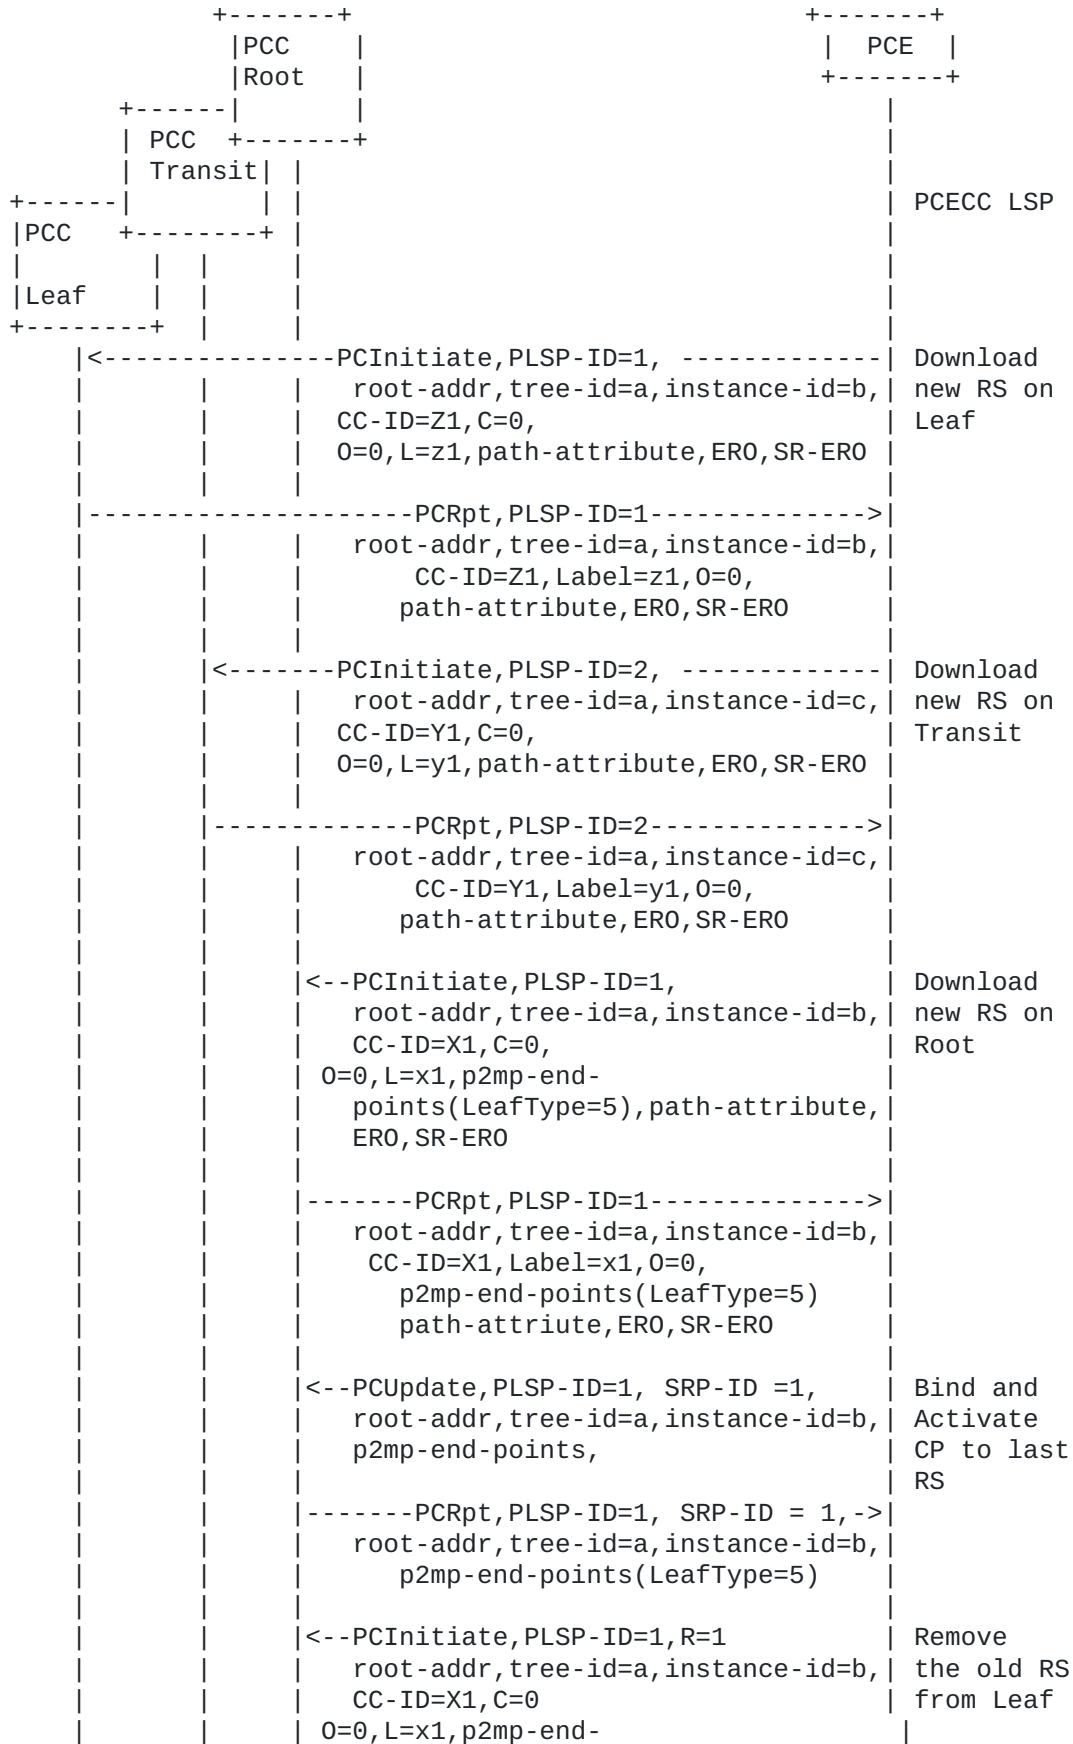 +-------+                             +-------+
              |PCC    |                             |  PCE  |
              |Root   |                             +-------+
       +------|       |                                 |
       | PCC  +-------+                                 |
       | Transit| |                                     |
+------|        | |                                     | PCECC LSP
|PCC   +--------+ |                                     |
|        |  |     |                                     |
|Leaf    |  |     |                                     |
+--------+  |     |                                     |
    |<---------------PCInitiate,PLSP-ID=1, -------------| Download
    |       |     |   root-addr,tree-id=a,instance-id=b,| new RS on
    |       |     |  CC-ID=Z1,C=0,                      | Leaf
    |       |     |  O=0,L=z1,path-attribute,ERO,SR-ERO |
    |       |     |                                     |
    |---------------------PCRpt,PLSP-ID=1-------------->|
    |       |     |   root-addr,tree-id=a,instance-id=b,|
    |       |     |       CC-ID=Z1,Label=z1,O=0,        |
    |       |     |      path-attribute,ERO,SR-ERO      |
    |       |     |                                     |
    |       |<-------PCInitiate,PLSP-ID=2, -------------| Download
    |       |     |   root-addr,tree-id=a,instance-id=c,| new RS on
    |       |     |  CC-ID=Y1,C=0,                      | Transit
    |       |     |  O=0,L=y1,path-attribute,ERO,SR-ERO |
    |       |     |                                     |
    |       |-------------PCRpt,PLSP-ID=2-------------->|
    |       |     |   root-addr,tree-id=a,instance-id=c,|
    |       |     |       CC-ID=Y1,Label=y1,O=0,        |
    |       |     |      path-attribute,ERO,SR-ERO      |
    |       |     |                                     |
    |       |     |<--PCInitiate,PLSP-ID=1,             | Download
    |       |     |   root-addr,tree-id=a,instance-id=b,| new RS on
    |       |     |   CC-ID=X1,C=0,                     | Root
    |       |     | O=0,L=x1,p2mp-end-                  |
    |       |     |   points(LeafType=5),path-attribute,|
    |       |     |   ERO,SR-ERO                        |
    |       |     |                                     |
    |       |     |-------PCRpt,PLSP-ID=1-------------->|
    |       |     |   root-addr,tree-id=a,instance-id=b,|
    |       |     |    CC-ID=X1,Label=x1,O=0,           |
    |       |     |      p2mp-end-points(LeafType=5)    |
    |       |     |      path-attriute,ERO,SR-ERO       |
    |       |     |                                     |
    |       |     |<--PCUpdate,PLSP-ID=1, SRP-ID =1,    | Bind and
    |       |     |   root-addr,tree-id=a,instance-id=b,| Activate
    |       |     |   p2mp-end-points,                  | CP to last
    |       |     |                                     | RS
    |       |     |-------PCRpt,PLSP-ID=1, SRP-ID = 1,->|
    |       |     |   root-addr,tree-id=a,instance-id=b,|
    |       |     |      p2mp-end-points(LeafType=5)    |
    |       |     |                                     |
    |       |     |<--PCInitiate,PLSP-ID=1,R=1          | Remove
    |       |     |   root-addr,tree-id=a,instance-id=b,| the old RS
    |       |     |   CC-ID=X1,C=0                      | from Leaf
    |       |     | O=0,L=x1,p2mp-end-                   |